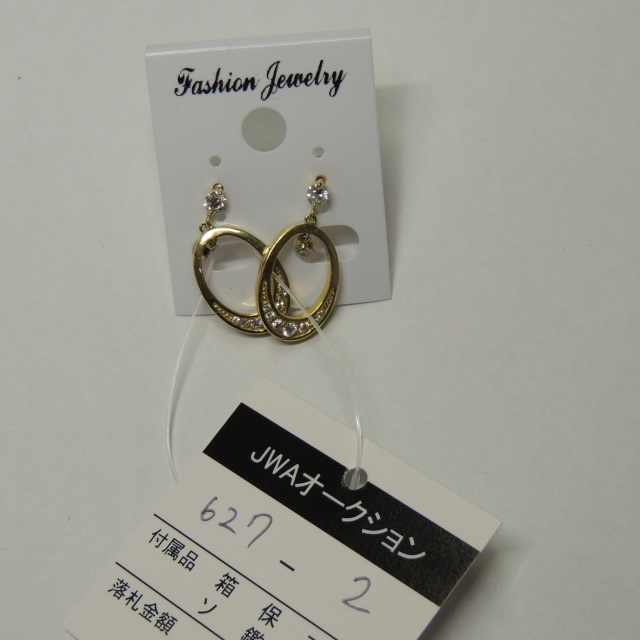 Fashion Jewelry
JWAオークション
627 - 2
付属品 箱 保
ソ 鑑
落札金額